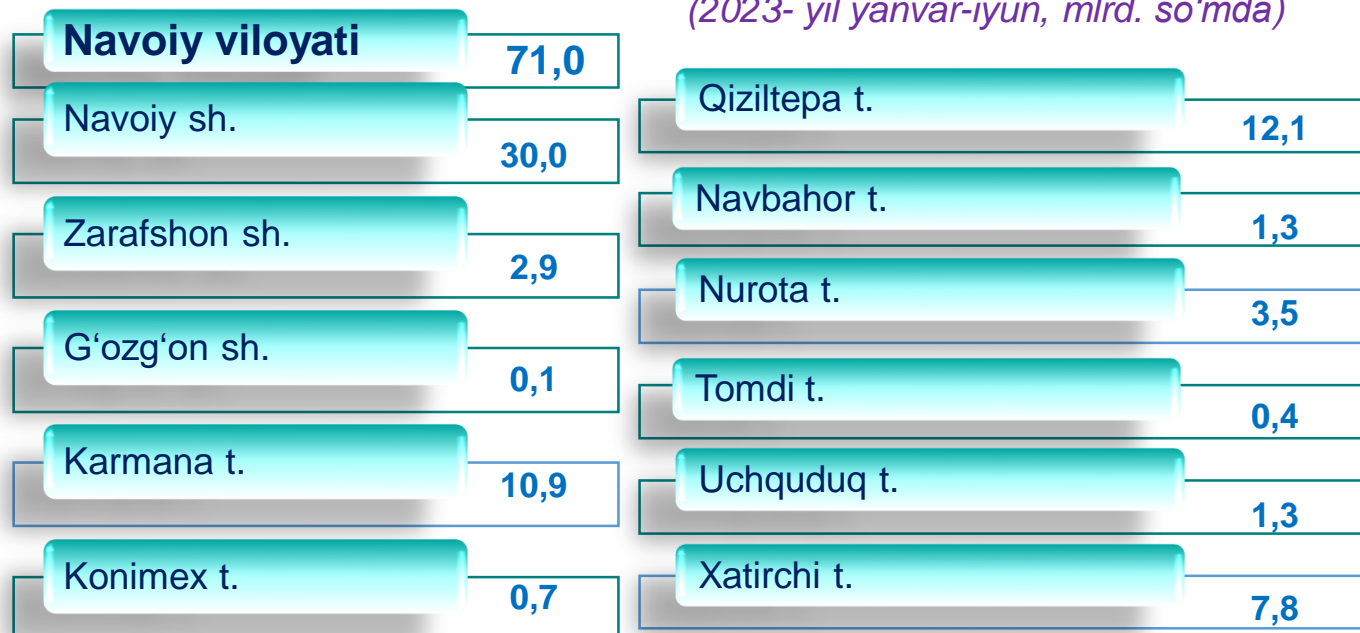 (2023- yil yanvar-iyun, mlrd. so'mda)
Navoiy viloyati
71,0
Navoiy sh.
30,0
Zarafshon sh.
2,9
G‘ozg‘on sh.
0,1
Karmana t.
10,9
Konimex t.
0,7
Qiziltepa t.
12,1
Navbahor t.
1,3
Nurota t.
3,5
Tomdi t.
0,4
Uchquduq t.
1,3
Xatirchi t.
7,8